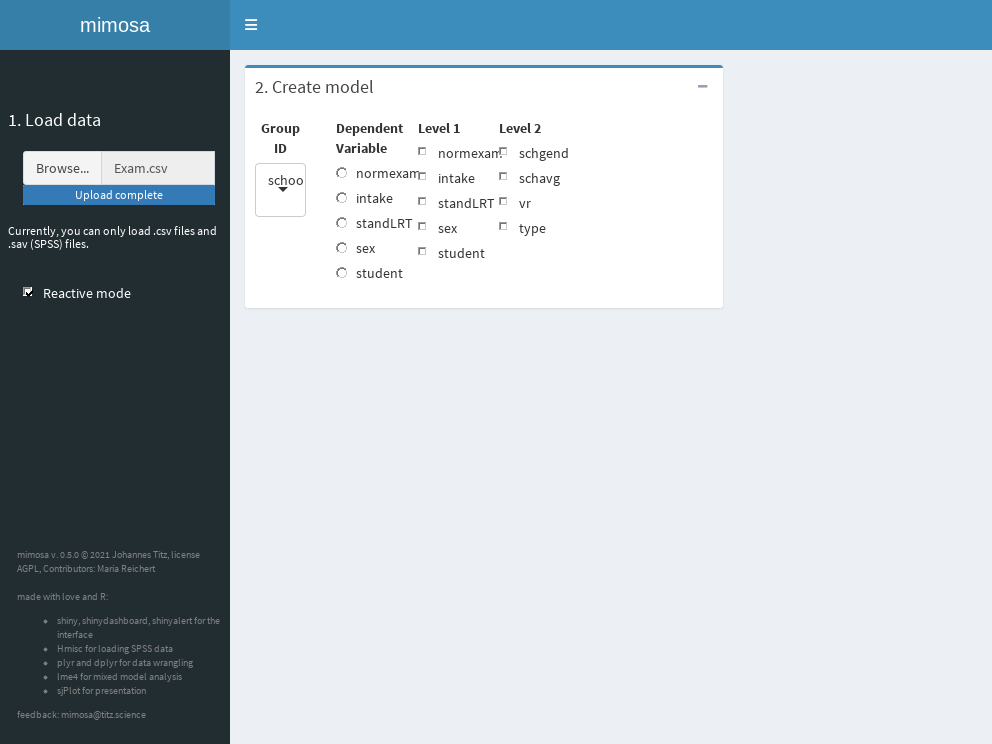 mimosa
1. Load data
Browse...
Exam.csv
Upload complete
Currently, you can only load .csv files and
.sav (SPSS) files.
Reactive mode
mimosa v. 0.5.0 © 2021 Johannes Titz, license
AGPL, Contributors: Maria Reichert
made with love and R:
shiny, shinydashboard, shinyalert for the
interface
Hmisc for loading SPSS data
plyr and dplyr for data wrangling
lme4 for mixed model analysis
sjPlot for presentation
feedback: mimosa@titz.science
2. Create model
Group
ID
schoo
Dependent
Variable
normexam
intake
standLRT
sex
student
Level 1
normexam
intake
standLRT
sex
student
Level 2
schgend
schavg
vr
type